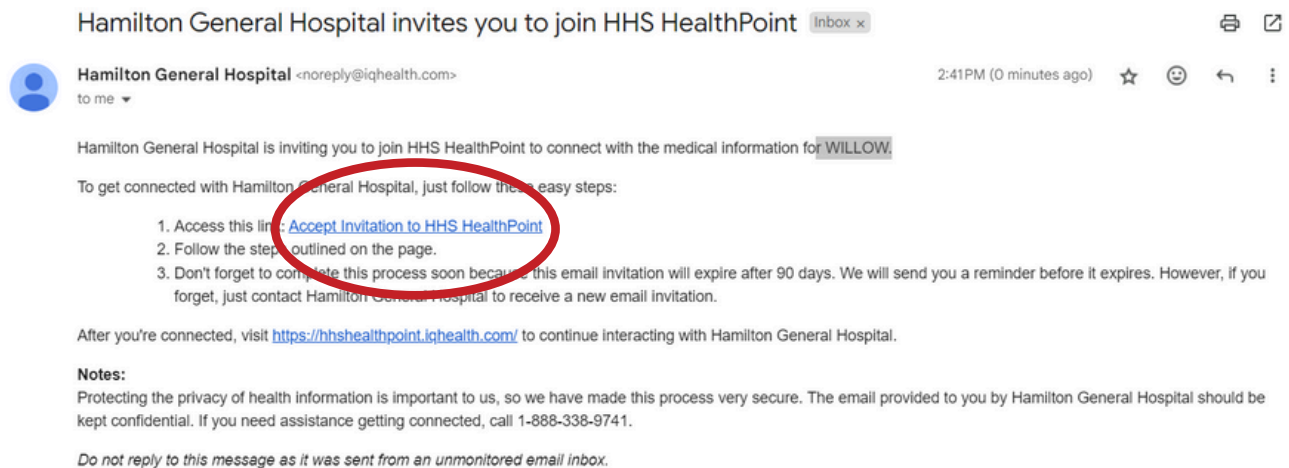 Hamilton General Hospital invites you to join HHS HealthPoint Inbox x
Hamilton General Hospital <noreply@iqhealth.com> 2:41PM (0 minutes ago)
to me
Hamilton General Hospital is inviting you to join HHS HealthPoint to connect with the medical information for WILLOW.
To get connected with Hamilton General Hospital, just follow these easy steps:
1. Access this link: Accept Invitation to HHS HealthPoint
2. Follow the steps outlined on the page.
3. Don't forget to complete this process soon because this email invitation will expire after 90 days. We will send you a reminder before it expires. However, if you
forget, just contact Hamilton General Hospital to receive a new email invitation.
After you're connected, visit https://hhshealthpoint.iqhealth.com/ to continue interacting with Hamilton General Hospital.
Notes:
Protecting the privacy of health information is important to us, so we have made this process very secure. The email provided to you by Hamilton General Hospital should be
kept confidential. If you need assistance getting connected, call 1-888-338-9741.
Do not reply to this message as it was sent from an unmonitored email inbox.